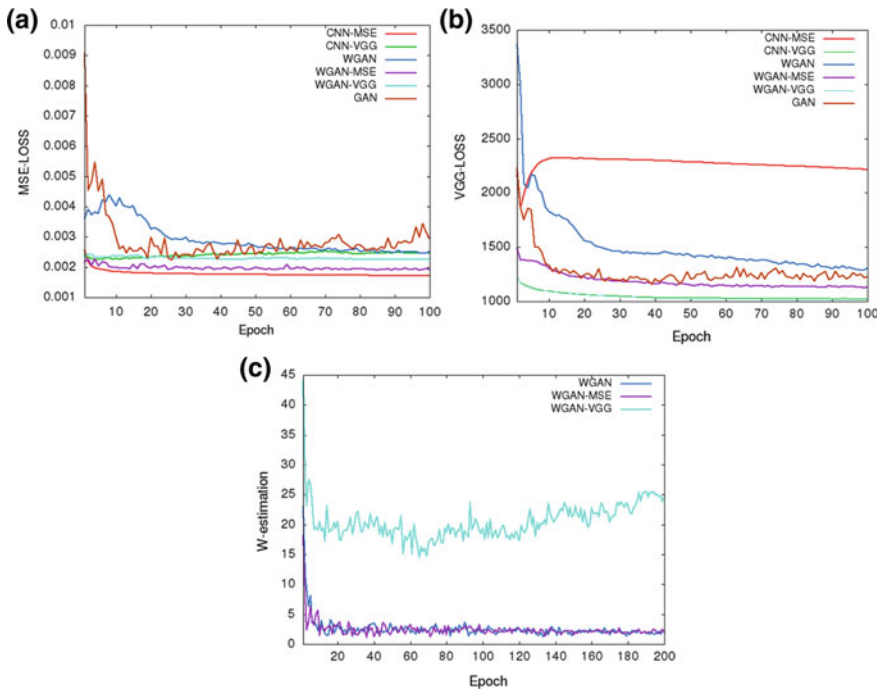 (a)
0.01
0.009
0.008
0.007
0.006
0.005
0.004
0.003
0.002
0.001
MSE-LOSS
CNN-MSE
CNN-VGG
WGAN
WGAN-MSE
WGAN-VGG
GAN
10 20 30 40 50 60 70 80 90 100
Epoch
(b)
3500
3000
2500
2000
1500
1000
VGG-LOSS
CNN-MSE
CNN-VGG
WGAN
WGAN-MSE
WGAN-VGG
GAN
10 20 30 40 50 60 70 80 90 100
Epoch
(c)
45
40
35
30
25
20
15
10
5
0
W-estimation
WGAN
WGAN-MSE
WGAN-VGG
20 40 60 80 100 120 140 160 180 200
Epoch